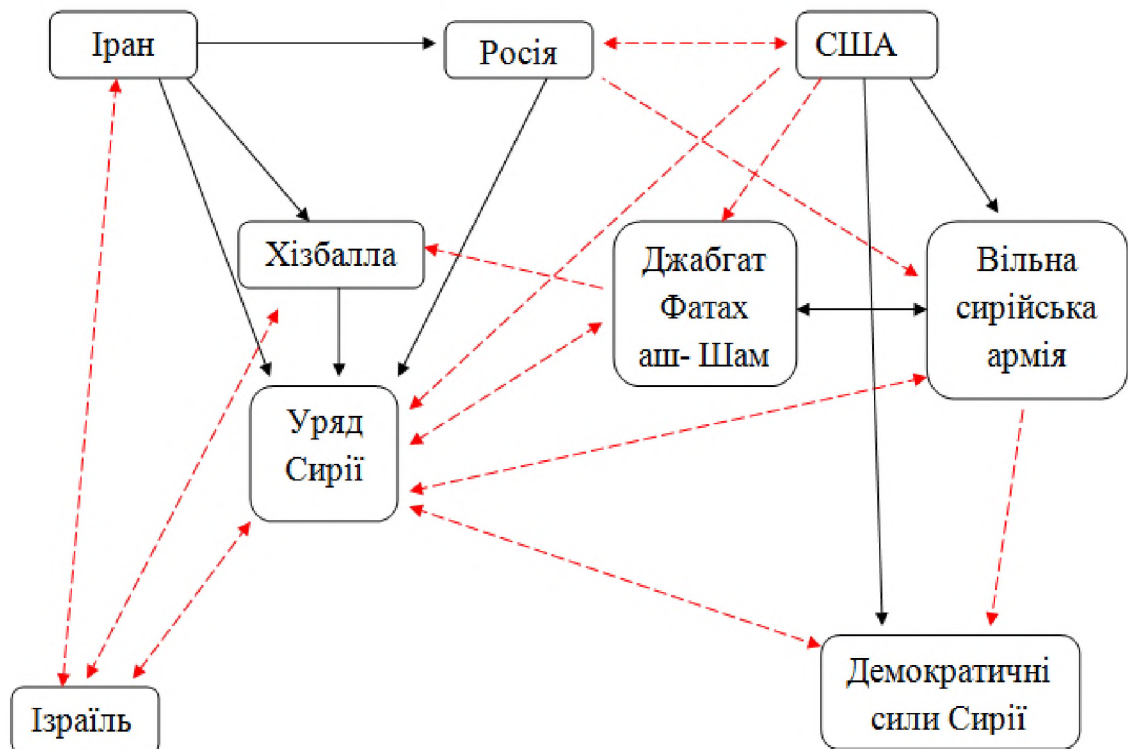 Іран
Росія
США
Хізбалла
Джабгат
Фатах
аш- Шам
Вільна
сирійська
армія
Уряд
Сирії
Демократичні
сили Сирії
Ізраїль